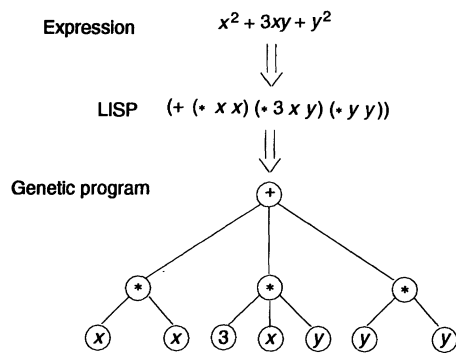 Expression x² + 3xy + y²
LISP (+ (* x x) (* 3 x y) (* y y))
Genetic program
+
* * *
x x 3 x y y y